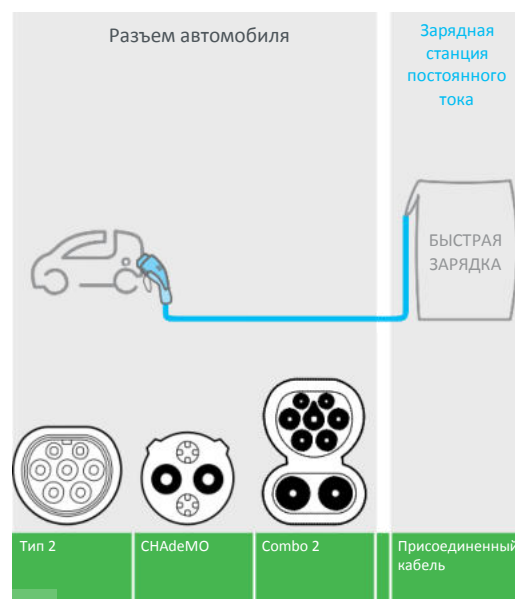 Разъем автомобиля
Зарядная
станция
постоянного
тока
БЫСТРАЯ
ЗАРЯДКА
Тип 2
CHAdeMO
Combo 2
Присоединенный
кабель